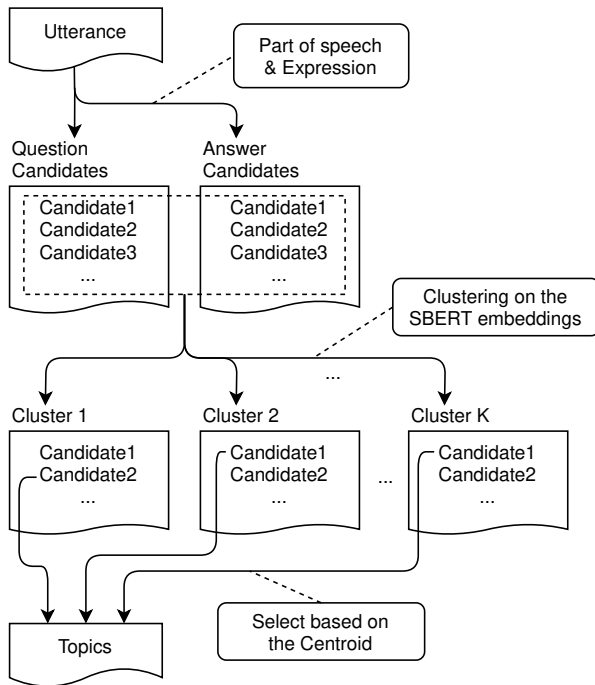 Utterance
Part of speech
& Expression
Question
Candidates
Answer
Candidates
Candidate1
Candidate2
Candidate3
...
Candidate1
Candidate2
Candidate3
...
Clustering on the
SBERT embeddings
...
Cluster 1
Cluster 2
Cluster K
Candidate1
Candidate2
...
Candidate1
Candidate2
...
...
Candidate1
Candidate2
...
Topics
Select based on
the Centroid